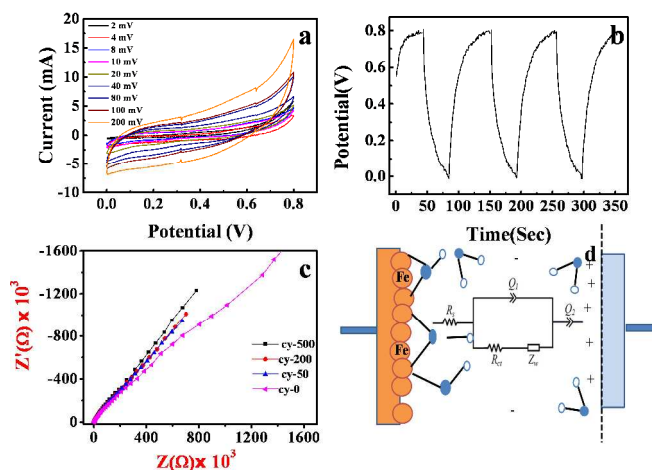 a
2 mV
4 mV
8 mV
10 mV
20 mV
40 mV
80 mV
100 mV
200 mV
Current (mA)
20
15
10
5
0
-5
-10
0.0 0.2 0.4 0.6 0.8
Potential (V)
b
Potential(V)
0.8
0.6
0.4
0.2
0.0
0 50 100 150 200 250 300 350
Time(Sec)
c
Z'(Ω) x 10³
-1600
-1200
-800
-400
0
cy-500
cy-200
cy-50
cy-0
0 400 800 1200
Z(Ω)x 10³
d
Fe
Fe
Q1
Q2
Rct
Zw
-
-
+
+
+
+
+